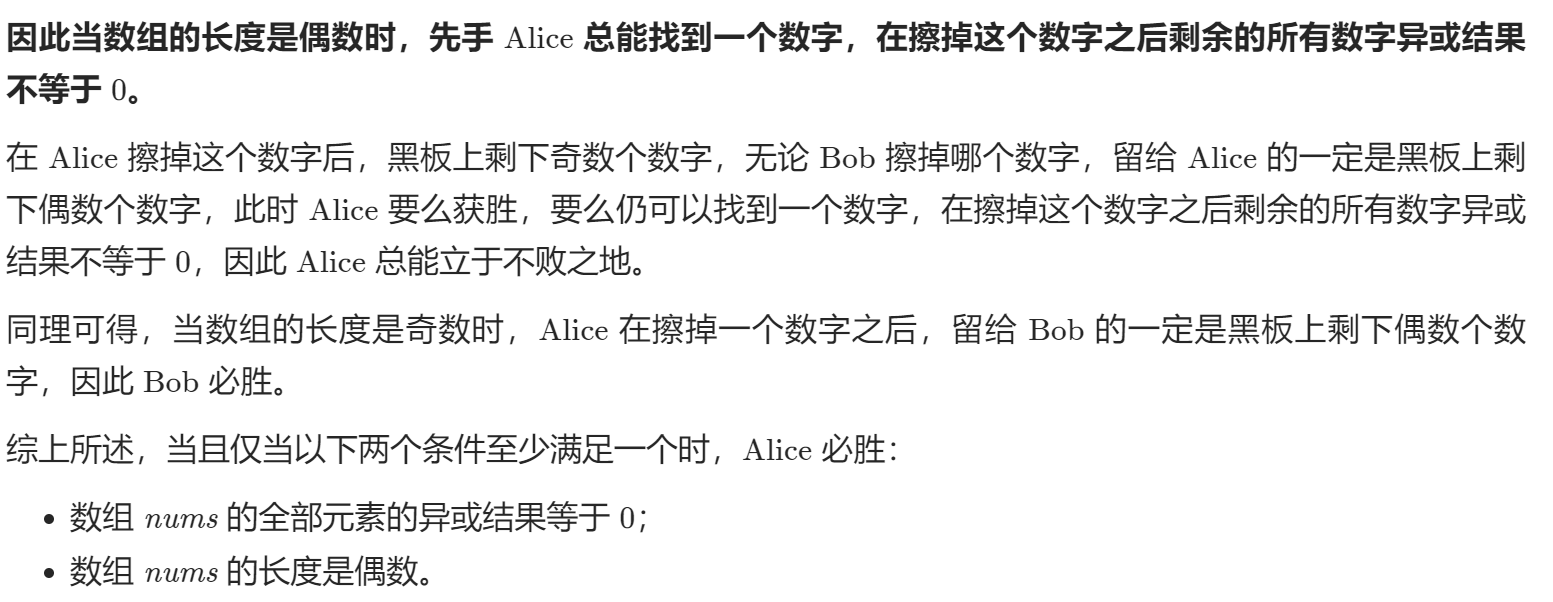 因此当数组的长度是偶数时，先手 Alice 总能找到一个数字，在擦掉这个数字之后剩余的所有数字异或结果
不等于 0。
在 Alice 擦掉这个数字后，黑板上剩下奇数个数字，无论 Bob 擦掉哪个数字，留给 Alice 的一定是黑板上剩
下偶数个数字，此时 Alice 要么获胜，要么仍可以找到一个数字，在擦掉这个数字之后剩余的所有数字异或
结果不等于 0，因此 Alice 总能立于不败之地。
同理可得，当数组的长度是奇数时，Alice 在擦掉一个数字之后，留给 Bob 的一定是黑板上剩下偶数个数
字，因此 Bob 必胜。
综上所述，当且仅当以下两个条件至少满足一个时，Alice 必胜：
• 数组 nums 的全部元素的异或结果等于 0；
• 数组 nums 的长度是偶数。